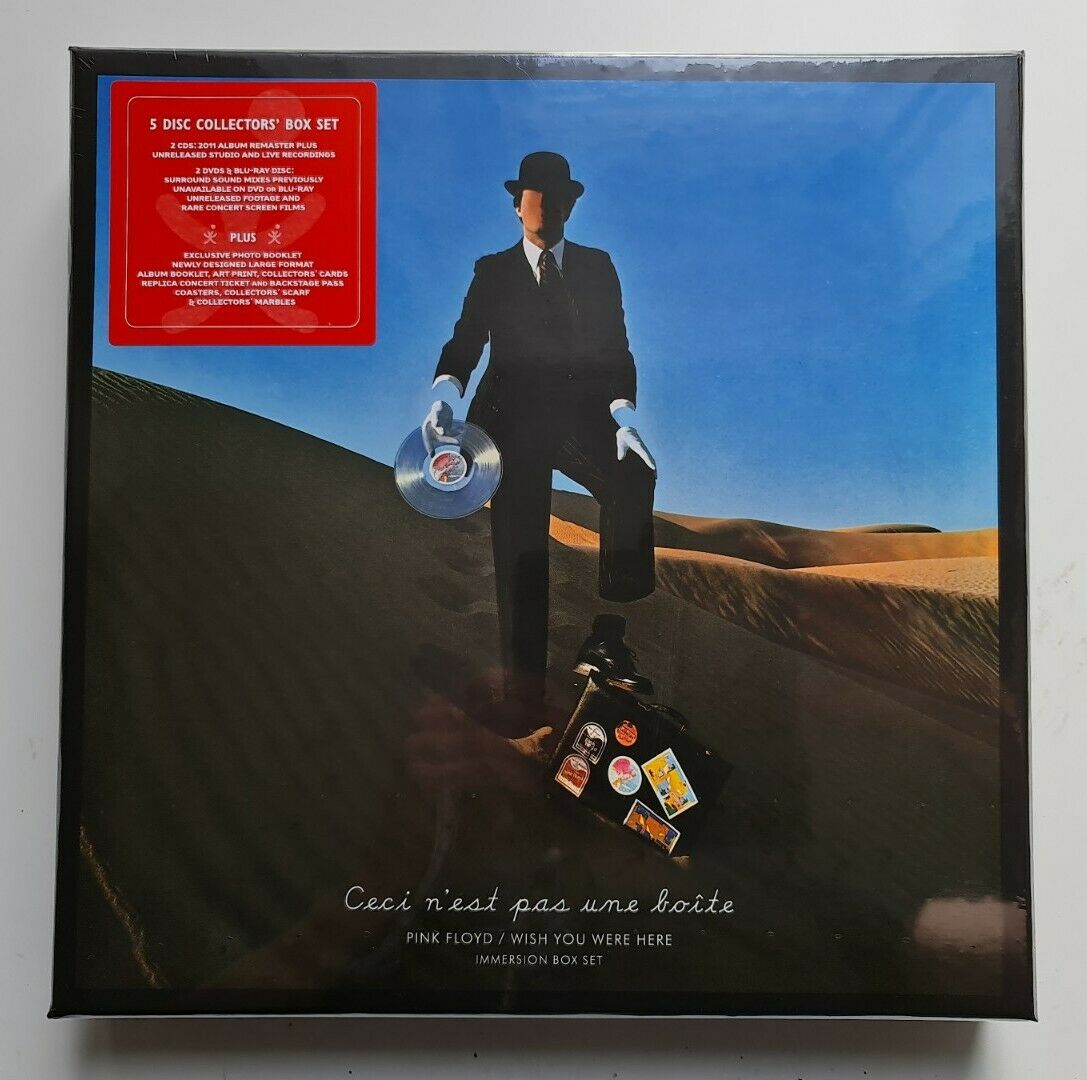 5 DISC COLLECTORS' BOX SET
2 CDS: 2011 ALBUM REMASTER PLUS
UNRELEASED STUDIO AND LIVE RECORDINGS
2 DVDS & BLU-RAY DISC:
SURROUND SOUND MIXES PREVIOUSLY
UNAVAILABLE ON DVD OR BLU-RAY
UNRELEASED FOOTAGE AND
RARE CONCERT SCREEN FILMS
PLUS
EXCLUSIVE PHOTO BOOKLET
NEWLY DESIGNED LARGE FORMAT
ALBUM BOOKLET, ART PRINT, COLLECTORS' CARDS
REPLICA CONCERT TICKET AND BACKSTAGE PASS
COASTERS, COLLECTORS' SCARF
& COLLECTORS' MARBLES
Ceci n'est pas une boîte
PINK FLOYD / WISH YOU WERE HERE
IMMERSION BOX SET